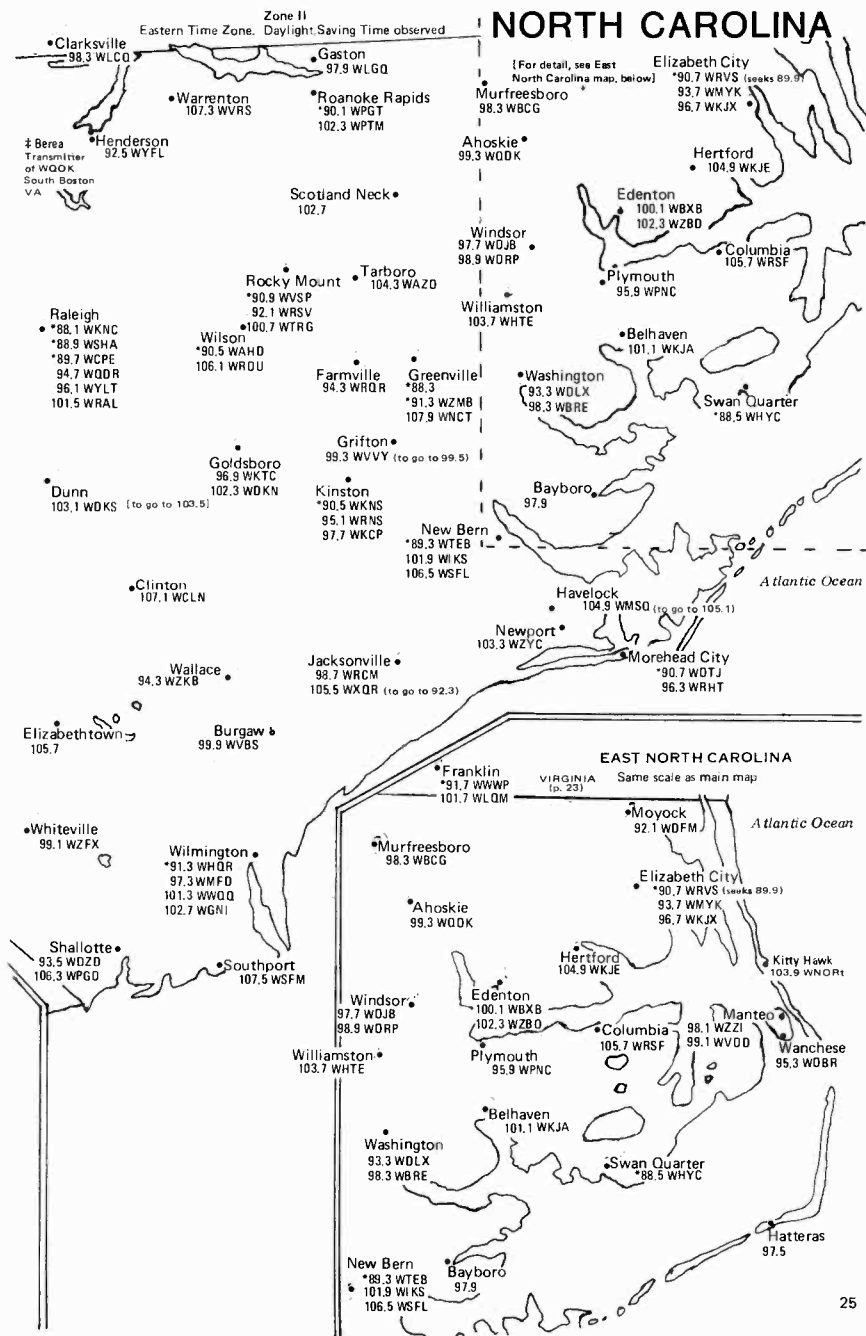 Zone II
Eastern Time Zone. Daylight Saving Time observed
NORTH CAROLINA
Clarksville
98.3 WLCQ
Gaston
97.9 WLGQ
[For detail, see East
North Carolina map, below]
Elizabeth City
*90.7 WRVS (seeks 89.9)
93.7 WMYK
96.7 WKJX
Murfreesboro
98.3 WBCG
Warrenton
107.3 WVRS
Roanoke Rapids
*90.1 WPGT
102.3 WPTM
‡ Berea
Transmitter
of WQOK
South Boston
VA
Henderson
92.5 WYFL
Ahoskie
99.3 WQDK
Hertford
104.9 WKJE
Scotland Neck
102.7
Edenton
100.1 WBXB
102.3 WZBO
Windsor
97.7 WDJB
98.9 WDRP
Columbia
105.7 WRSF
Rocky Mount
*90.9 WVSP
92.1 WRSV
100.7 WTRG
Tarboro
104.3 WAZO
Plymouth
95.9 WPNC
Williamston
103.7 WHTE
Raleigh
*88.1 WKNC
*88.9 WSHA
*89.7 WCPE
94.7 WQDR
96.1 WYLT
101.5 WRAL
Wilson
*90.5 WAHD
106.1 WRDU
Belhaven
101.1 WKJA
Farmville
94.3 WRQR
Greenville
*88.3
*91.3 WZMB
107.9 WNCT
Washington
93.3 WDLX
98.3 WBRE
Swan Quarter
*88.5 WHYC
Grifton
99.3 WVVY (to go to 99.5)
Goldsboro
96.9 WKTC
102.3 WDKN
Dunn
103.1 WDKS [to go to 103.5]
Kinston
*90.5 WKNS
95.1 WRNS
97.7 WKCP
Bayboro
97.9
New Bern
*89.3 WTEB
101.9 WIKS
106.5 WSFL
Atlantic Ocean
Clinton
107.1 WCLN
Havelock
104.9 WMSQ (to go to 105.1)
Newport
103.3 WZYC
Morehead City
*90.7 WOTJ
96.3 WRHT
Wallace
94.3 WZKB
Jacksonville
98.7 WRCM
105.5 WXQR (to go to 92.3)
Elizabethtown
105.7
Burgaw
99.9 WVBS
EAST NORTH CAROLINA
Same scale as main map
Franklin
*91.7 WWWP
101.7 WLQM
VIRGINIA
(p. 23)
Moyock
92.1 WDFM
Atlantic Ocean
Whiteville
99.1 WZFX
Wilmington
*91.3 WHQR
97.3 WMFD
101.3 WWQQ
102.7 WGNI
Murfreesboro
98.3 WBCG
Elizabeth City
*90.7 WRVS (seeks 89.9)
93.7 WMYK
96.7 WKJX
Ahoskie
99.3 WQDK
Shallotte
93.5 WDZD
106.3 WPGD
Southport
107.5 WSFM
Hertford
104.9 WKJE
Kitty Hawk
103.9 WNORt
Windsor
97.7 WDJB
98.9 WDRP
Edenton
100.1 WBXB
102.3 WZBO
Columbia
105.7 WRSF
Manteo
98.1 WZZI
99.1 WVOD
Wanchese
95.3 WOBR
Williamston
103.7 WHTE
Plymouth
95.9 WPNC
Belhaven
101.1 WKJA
Washington
93.3 WDLX
98.3 WBRE
Swan Quarter
*88.5 WHYC
Hatteras
97.5
New Bern
*89.3 WTEB
101.9 WIKS
106.5 WSFL
Bayboro
97.9
25